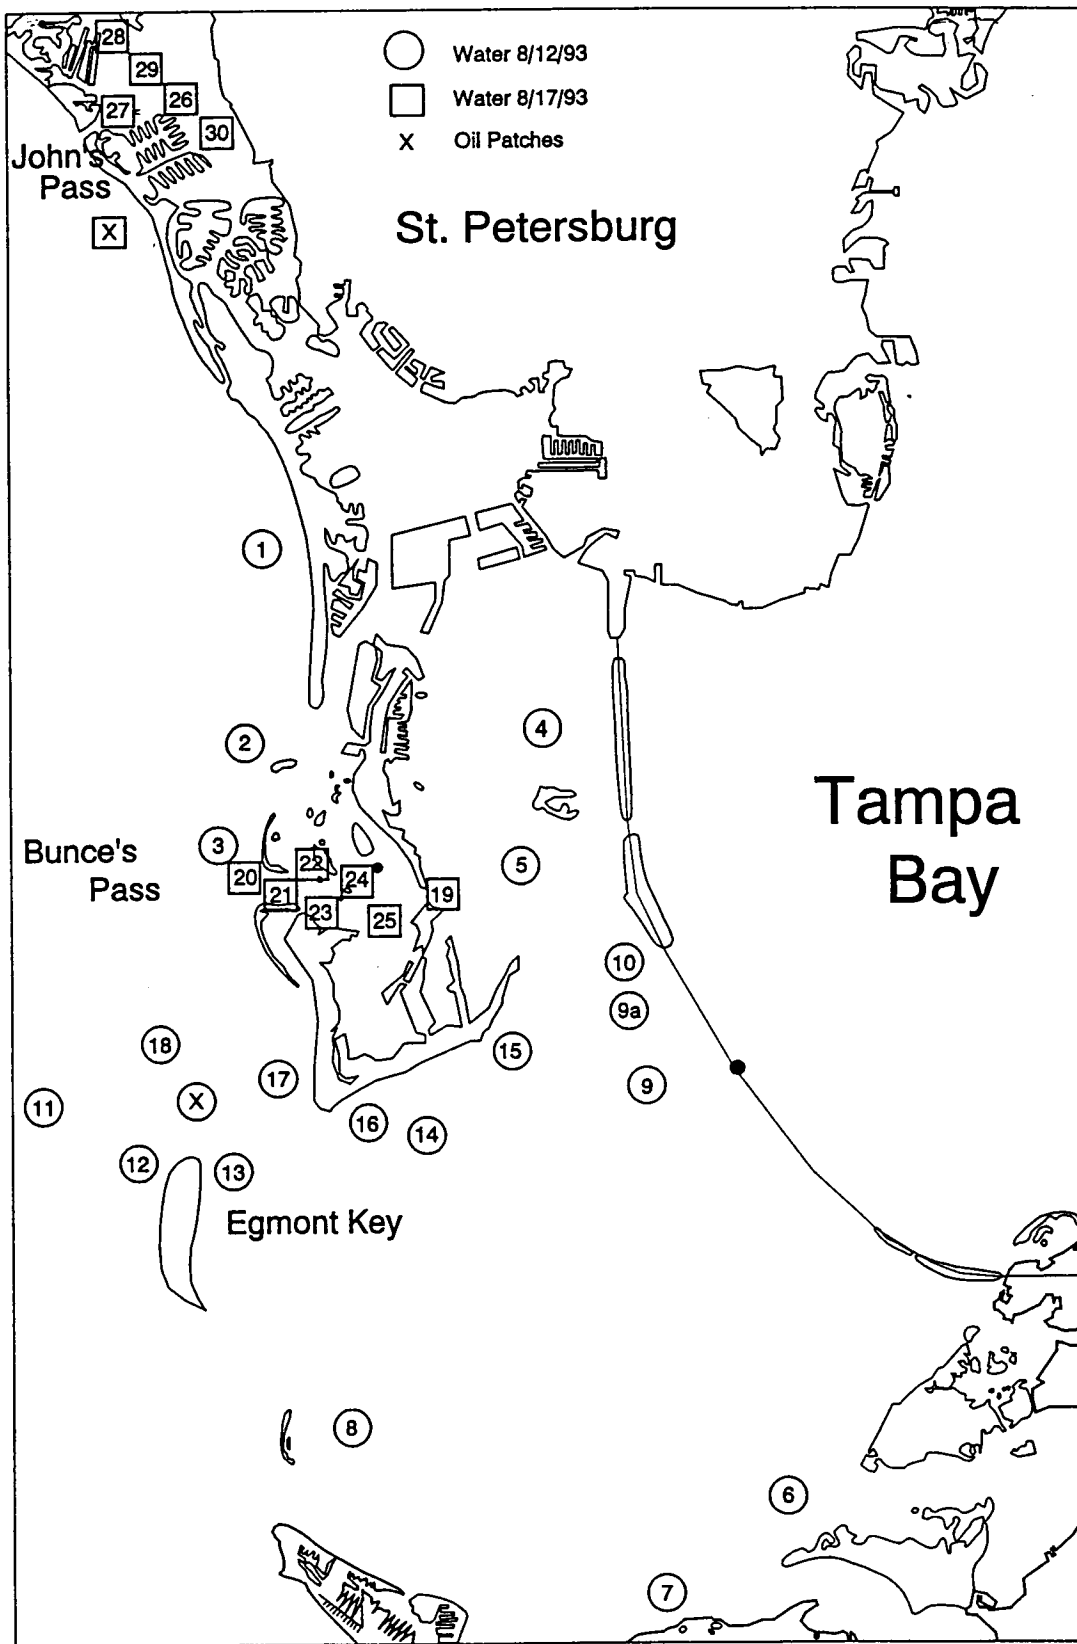 28
Water 8/12/93
29
Water 8/17/93
26
27
30
X Oil Patches
John's
Pass
X
St. Petersburg
1
4
2
Tampa
Bay
3
Bunce's
Pass
5
22
20
24
21
19
23
25
10
9a
18
15
17
9
X
11
16
14
12
13
Egmont Key
8
6
7